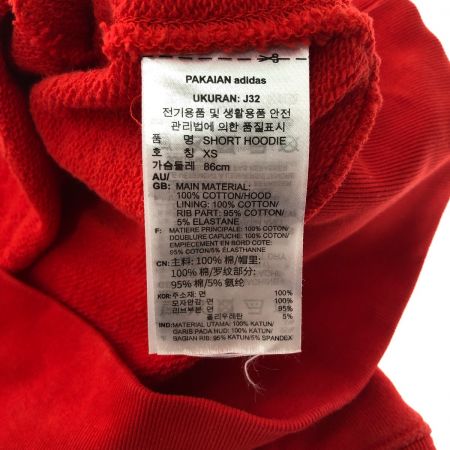 PAKAIAN adidas
UKURAN: J32
전기용품 및 생활용품 안전
관리법에 의한 품질표시
품 명 SHORT HOODIE
호 칭 XS
가슴둘레 86cm
AU/
GB: MAIN MATERIAL:
100% COTTON/HOOD
LINING: 100% COTTON/
RIB PART: 95% COTTON/
5% ELASTANE
F: MATIERE PRINCIPALE: 100% COTON/
DOUBLURE CAPUCHE: 100% COTON/
EMPIECEMENT EN BORD COTE:
95% COTON/5% ELASTHANNE
CN: 主料: 100% 棉/帽里:
100% 棉/罗纹部分:
95% 棉/5% 氨纶
KOR: 주소재: 면 100%
모자안감: 면 100%
리브부분: 면 95%
폴리우레탄 5%
IND: MATERIAL UTAMA: 100% KATUN/
GARIS PADA HUD: 100% KATUN/
BAGIAN RIB: 95% KATUN/5% SPANDEX